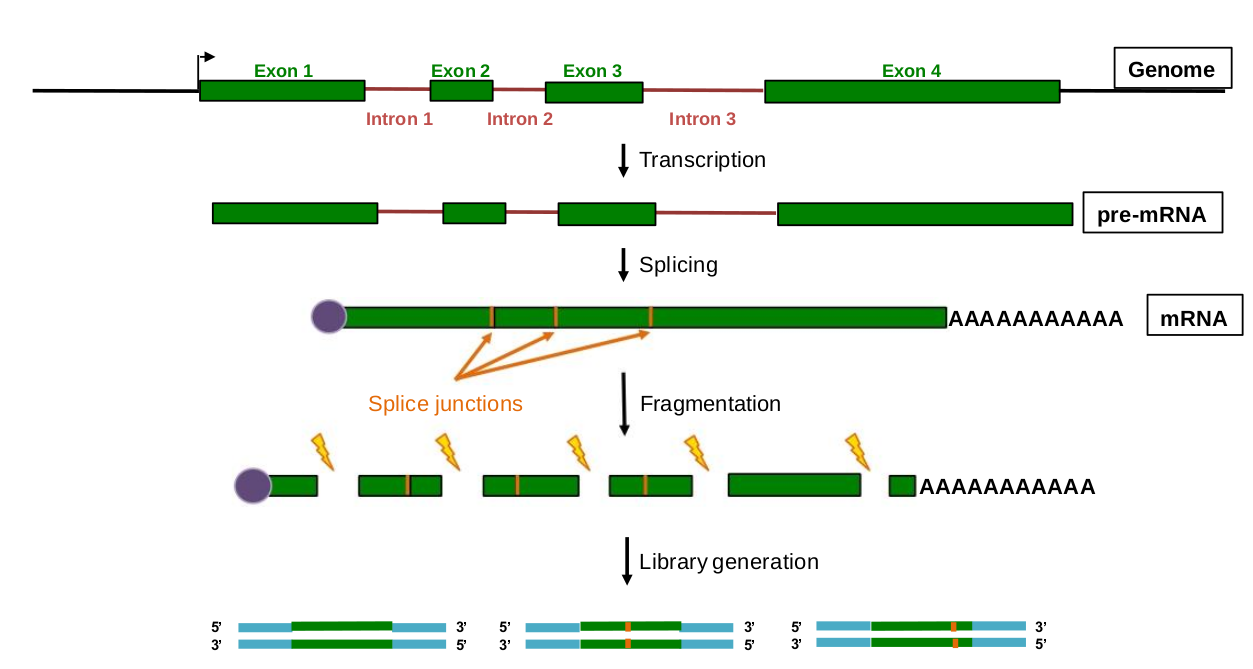 Exon 1
Exon 2
Exon 3
Exon 4
Genome
Intron 1
Intron 2
Intron 3
Transcription
pre-mRNA
Splicing
AAAAAAAAAAA
mRNA
Splice junctions
Fragmentation
AAAAAAAAAAA
Library generation
5’ 3’ 5’ 3’ 5’ 3’
3’ 5’ 3’ 5’ 3’ 5’